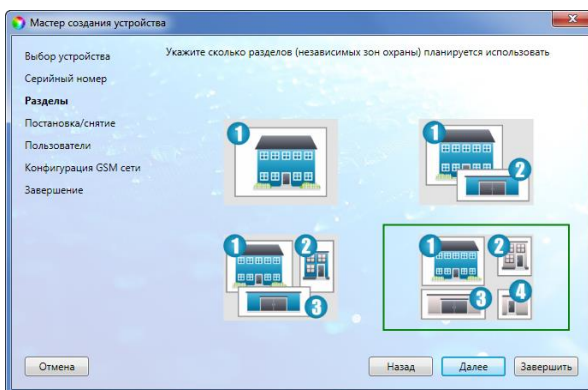 Мастер создания устройства
Выбор устройства
Серийный номер
Разделы
Постановка/снятие
Пользователи
Конфигурация GSM сети
Завершение
Укажите сколько разделов (независимых зон охраны) планируется использовать
1
1 2
1 2
3
1 2
3 4
Отмена
Назад Далее Завершить